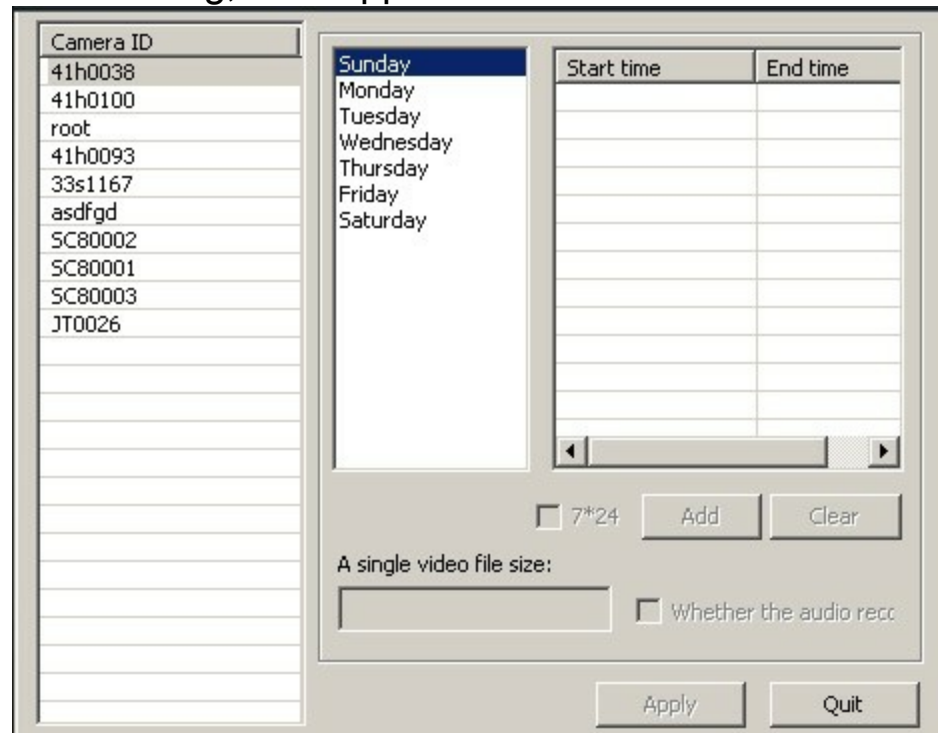 Camera ID
41h0038
41h0100
root
41h0093
33s1167
asdfgd
SC80002
SC80001
SC80003
JT0026
Sunday
Monday
Tuesday
Wednesday
Thursday
Friday
Saturday
Start time End time
7*24 Add Clear
A single video file size:
Whether the audio recc
Apply Quit